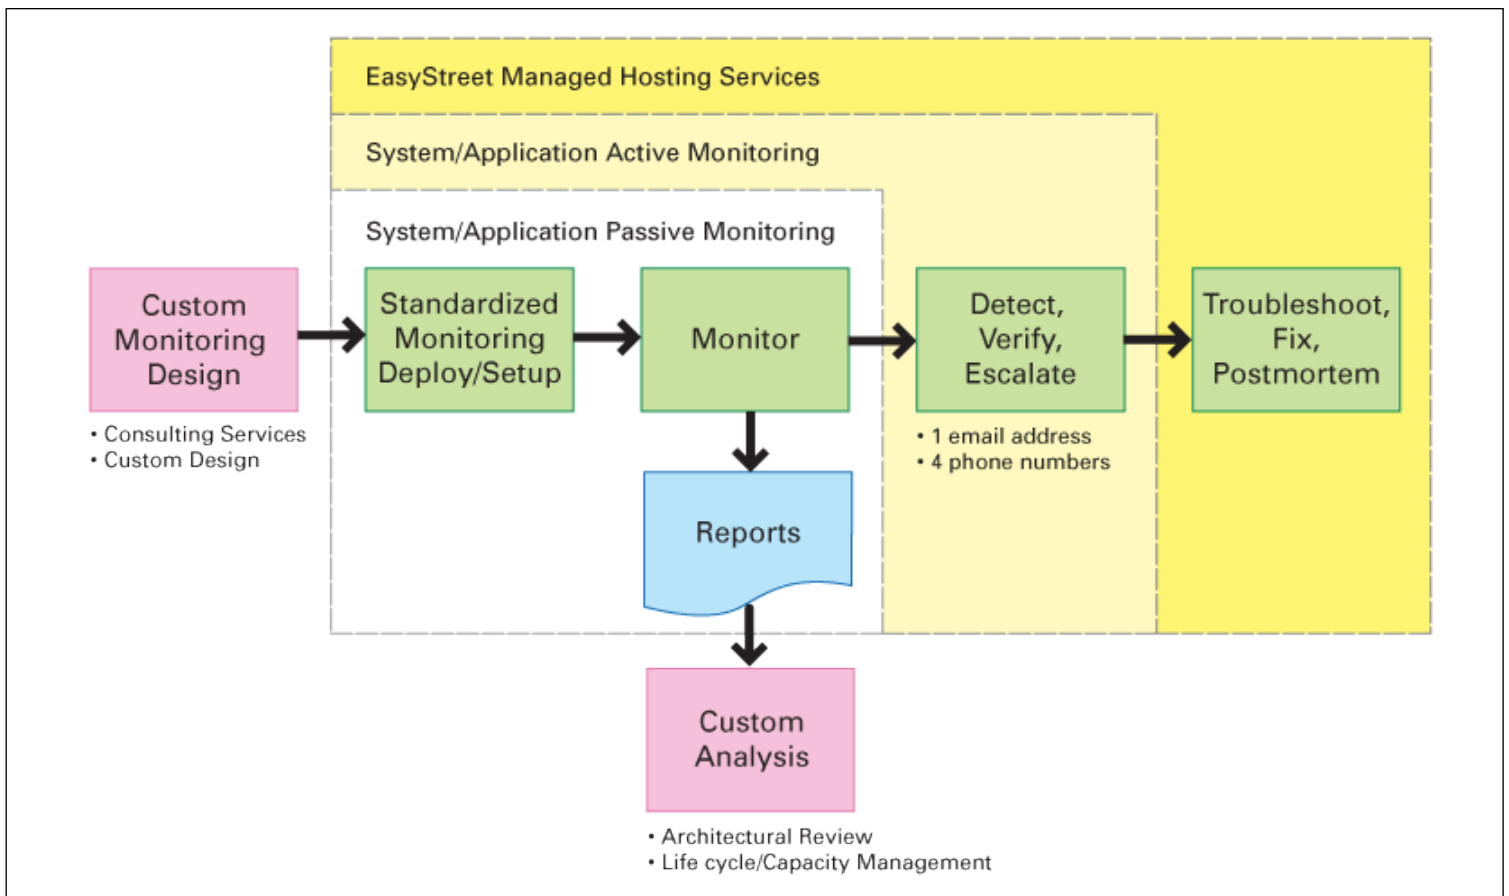 EasyStreet Managed Hosting Services
System/Application Active Monitoring
System/Application Passive Monitoring
Custom
Monitoring
Design
• Consulting Services
• Custom Design
Standardized
Monitoring
Deploy/Setup
Monitor
Detect,
Verify,
Escalate
• 1 email address
• 4 phone numbers
Troubleshoot,
Fix,
Postmortem
Reports
Custom
Analysis
• Architectural Review
• Life cycle/Capacity Management